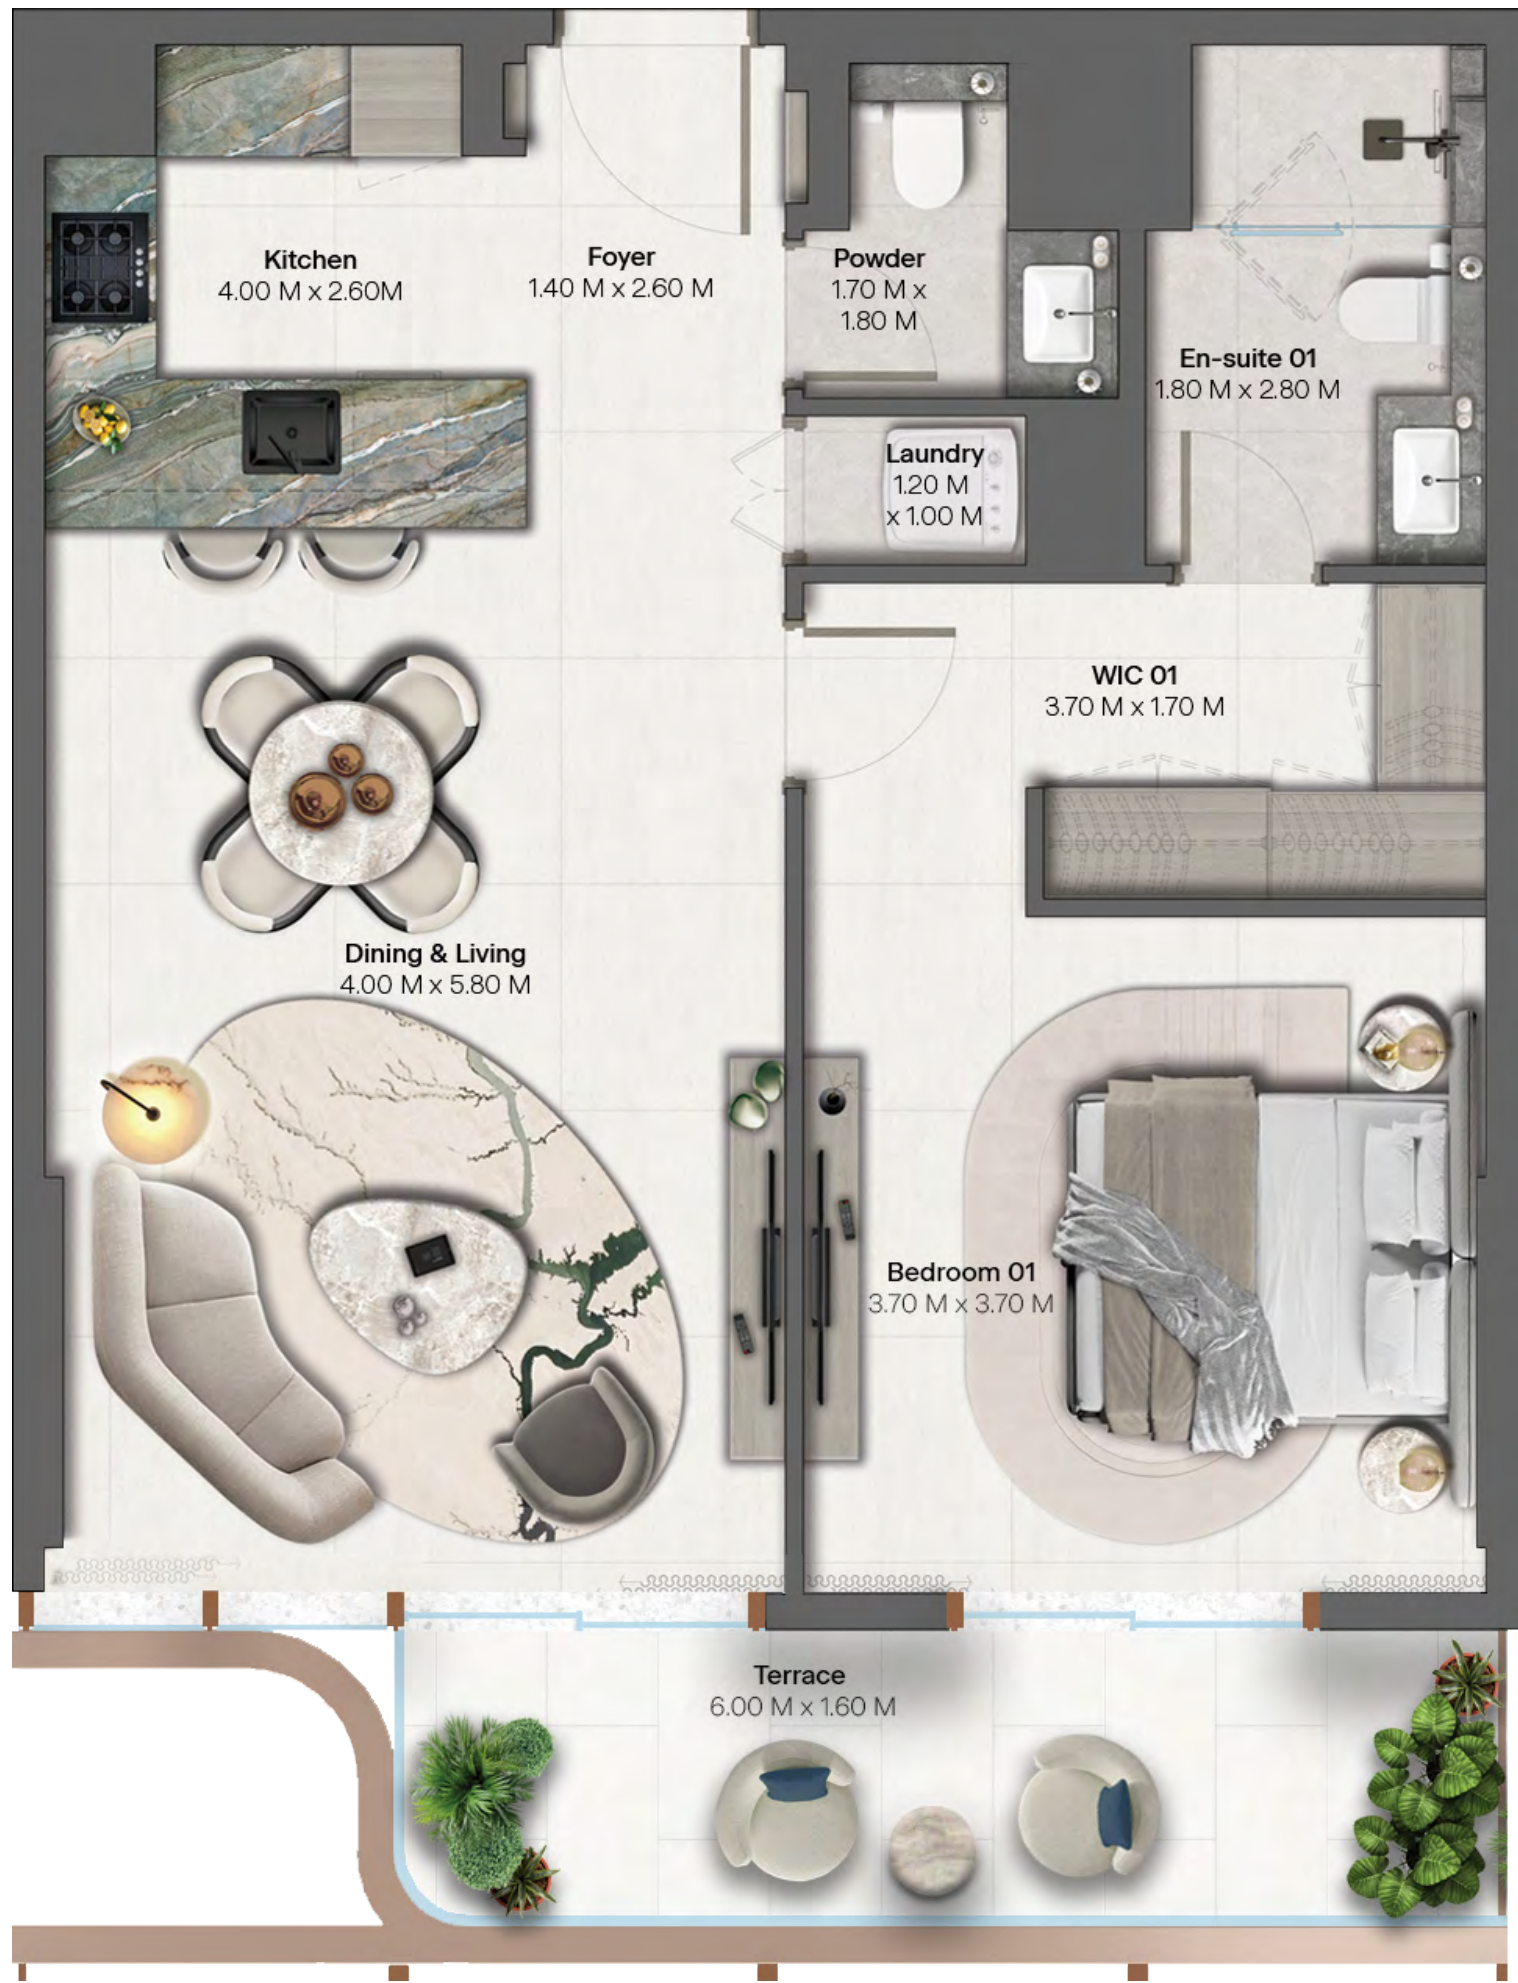 Kitchen
4.00 M x 2.60M
Foyer
1.40 M x 2.60 M
Powder
1.70 M x
1.80 M
En-suite 01
1.80 M x 2.80 M
Laundry
1.20 M
x 1.00 M
WIC 01
3.70 M x 1.70 M
Dining & Living
4.00 M x 5.80 M
Bedroom 01
3.70 M x 3.70 M
Terrace
6.00 M x 1.60 M